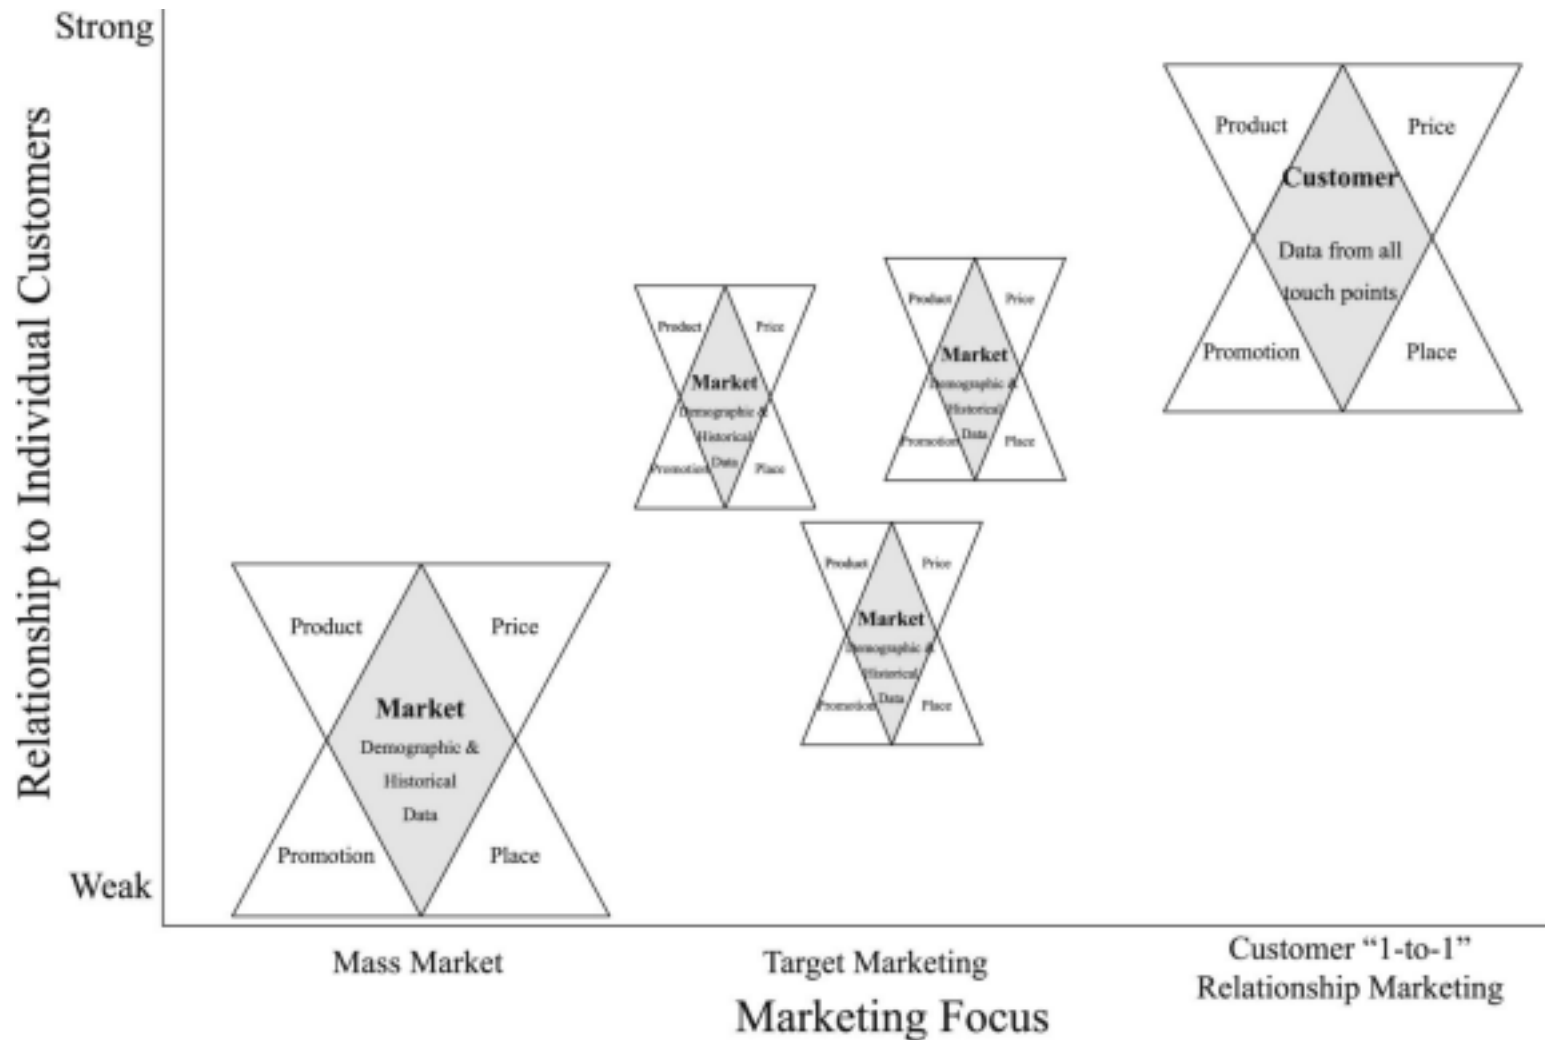 Strong
Relationship to Individual Customers
Weak
Product
Price
Market
Demographic &
Historical
Data
Promotion
Place
Product
Price
Market
Demographic &
Historical
Data
Promotion
Place
Product
Price
Market
Demographic &
Historical
Data
Promotion
Place
Product
Price
Market
Demographic &
Historical
Data
Promotion
Place
Product
Price
Customer
Data from all
touch points
Promotion
Place
Mass Market
Target Marketing
Customer “1-to-1”
Relationship Marketing
Marketing Focus